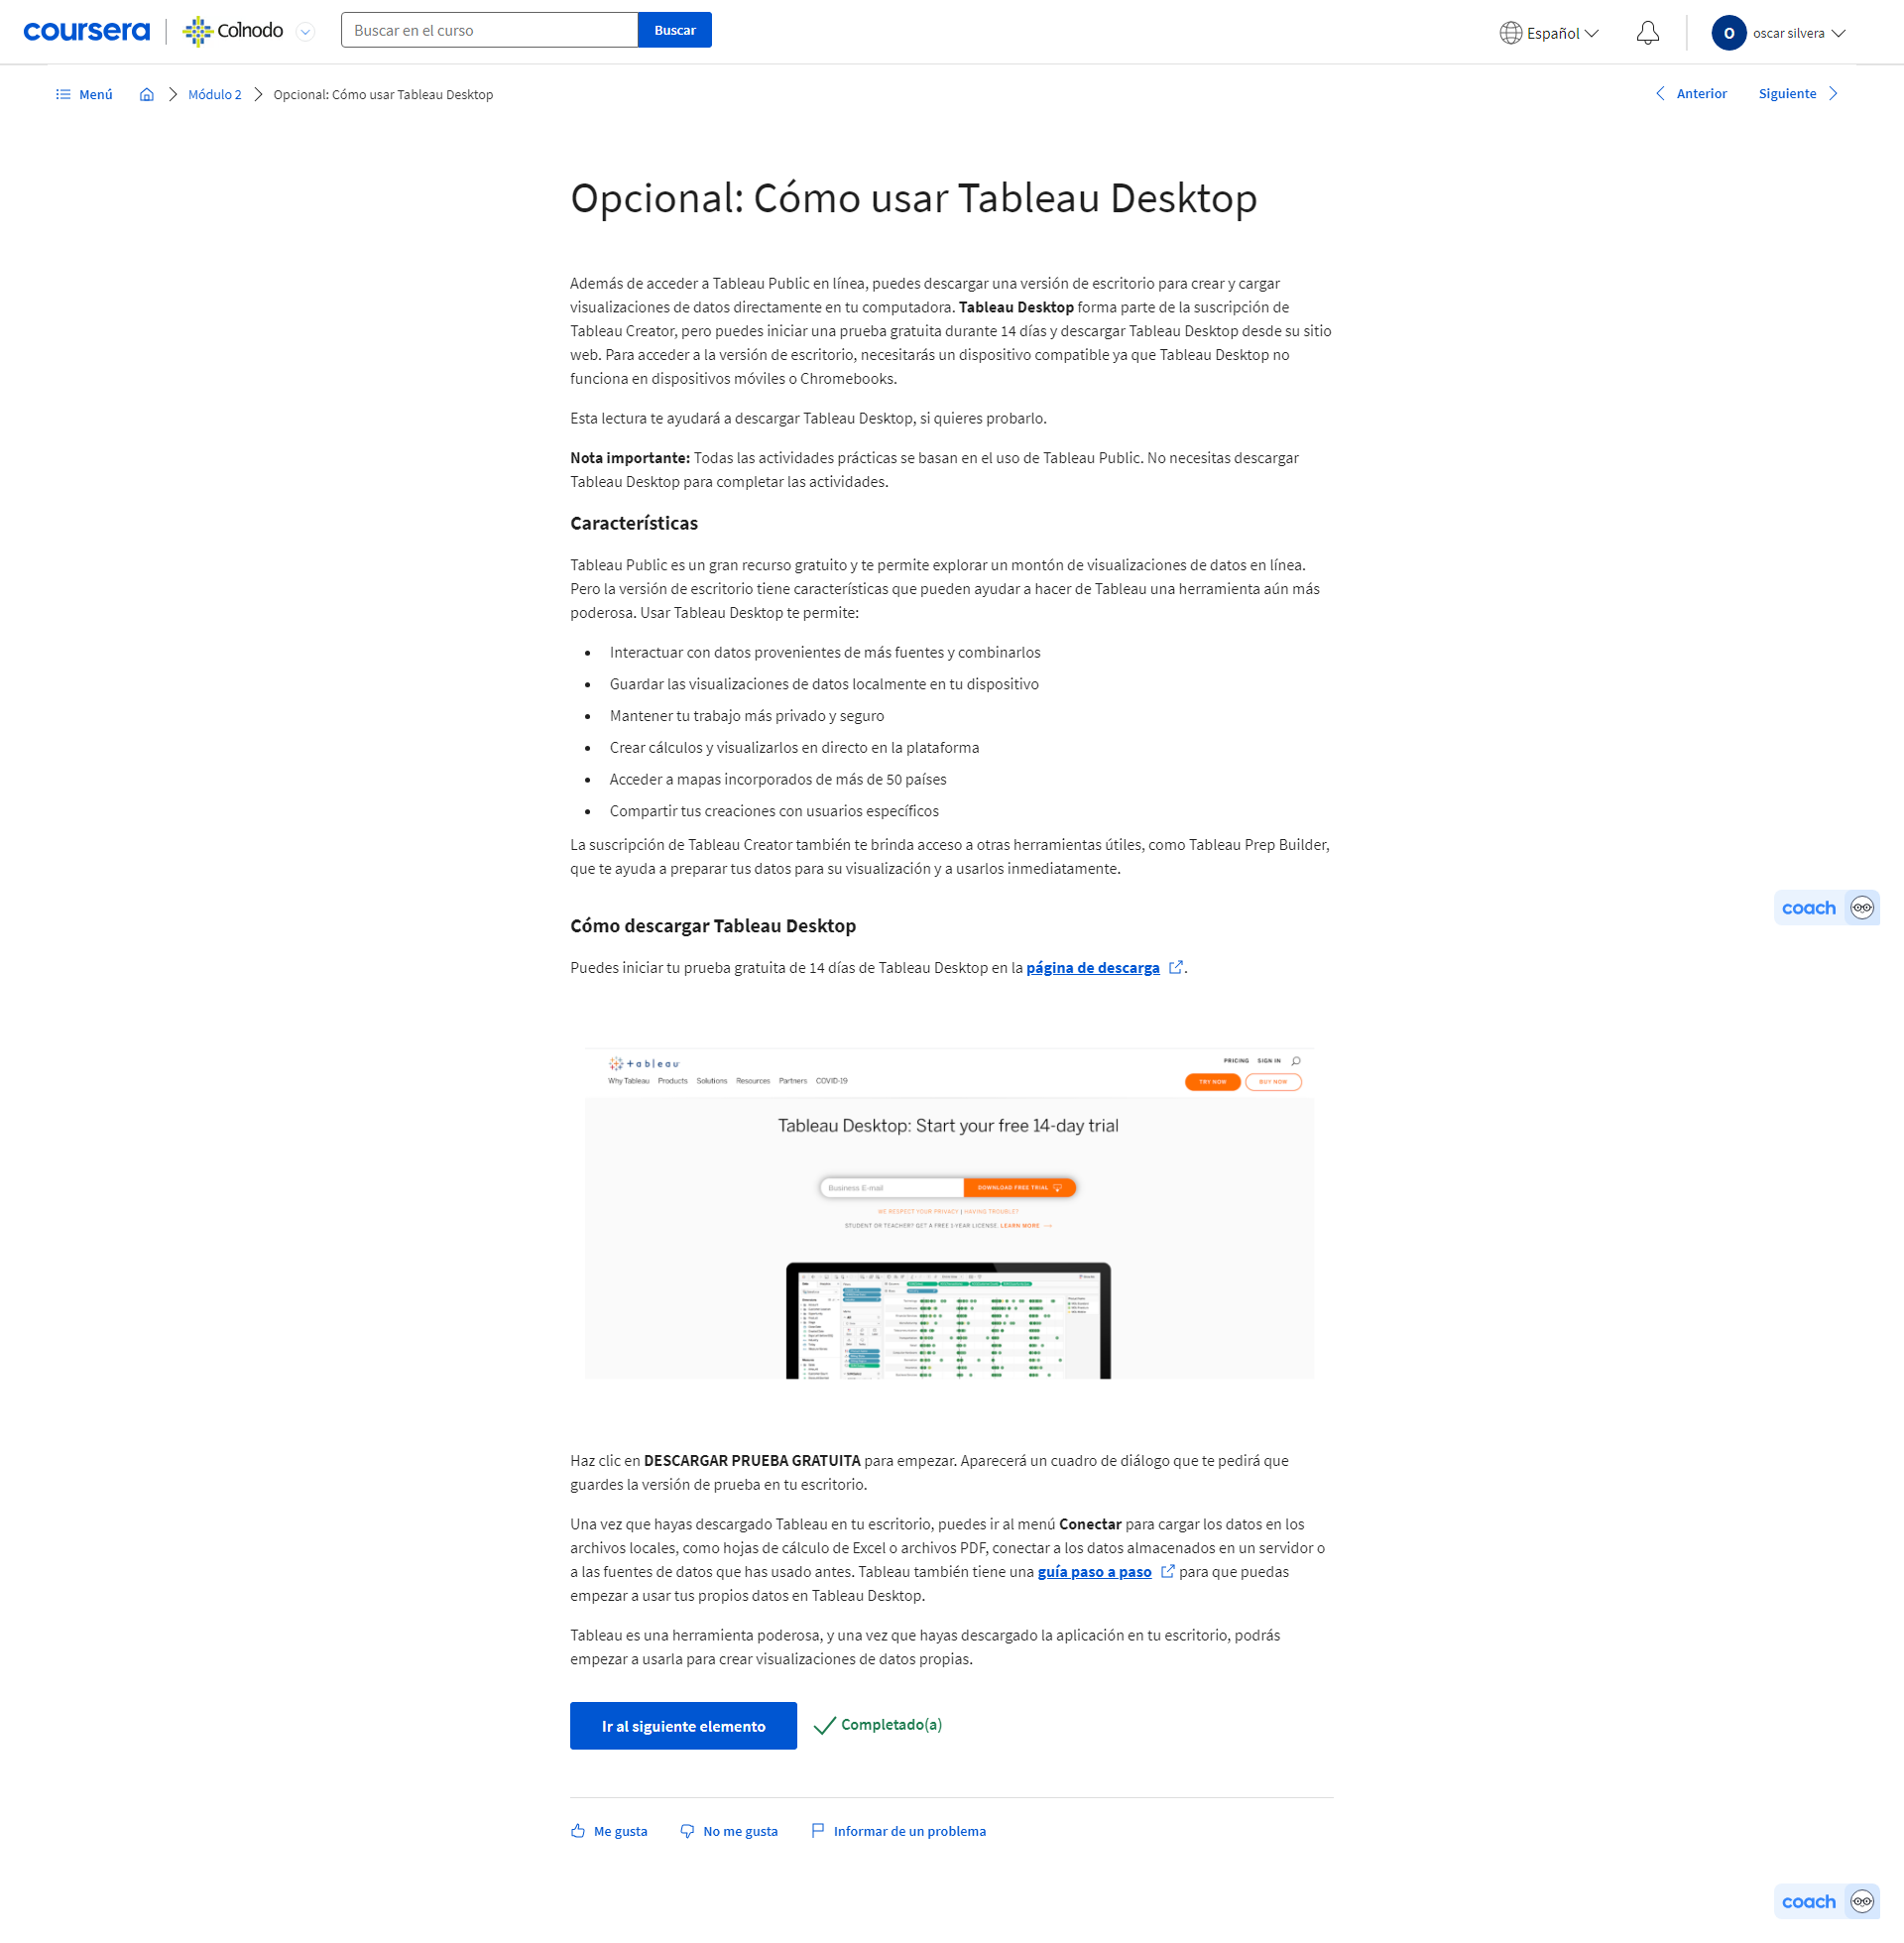 coursera
Colnodo
Buscar en el curso
Buscar
Español
O
oscar silvera
Menú
Módulo 2
Opcional: Cómo usar Tableau Desktop
Anterior
Siguiente
Opcional: Cómo usar Tableau Desktop
Además de acceder a Tableau Public en línea, puedes descargar una versión de escritorio para crear y cargar
visualizaciones de datos directamente en tu computadora. Tableau Desktop forma parte de la suscripción de
Tableau Creator, pero puedes iniciar una prueba gratuita durante 14 días y descargar Tableau Desktop desde su sitio
web. Para acceder a la versión de escritorio, necesitarás un dispositivo compatible ya que Tableau Desktop no
funciona en dispositivos móviles o Chromebooks.
Esta lectura te ayudará a descargar Tableau Desktop, si quieres probarlo.
Nota importante: Todas las actividades prácticas se basan en el uso de Tableau Public. No necesitas descargar
Tableau Desktop para completar las actividades.
Características
Tableau Public es un gran recurso gratuito y te permite explorar un montón de visualizaciones de datos en línea.
Pero la versión de escritorio tiene características que pueden ayudar a hacer de Tableau una herramienta aún más
poderosa. Usar Tableau Desktop te permite:
• Interactuar con datos provenientes de más fuentes y combinarlos
• Guardar las visualizaciones de datos localmente en tu dispositivo
• Mantener tu trabajo más privado y seguro
• Crear cálculos y visualizarlos en directo en la plataforma
• Acceder a mapas incorporados de más de 50 países
• Compartir tus creaciones con usuarios específicos
La suscripción de Tableau Creator también te brinda acceso a otras herramientas útiles, como Tableau Prep Builder,
que te ayuda a preparar tus datos para su visualización y a usarlos inmediatamente.
coach
Cómo descargar Tableau Desktop
Puedes iniciar tu prueba gratuita de 14 días de Tableau Desktop en la página de descarga.
+ableau
PRICING SIGN IN
Why Tableau Products Solutions Resources Partners COVID-19
TRY NOW BUY NOW
Tableau Desktop: Start your free 14-day trial
Business E-mail
DOWNLOAD FREE TRIAL
WE RESPECT YOUR PRIVACY | HAVING TROUBLE?
STUDENT OR TEACHER? GET A FREE 1-YEAR LICENSE. LEARN MORE
Haz clic en DESCARGAR PRUEBA GRATUITA para empezar. Aparecerá un cuadro de diálogo que te pedirá que
guardes la versión de prueba en tu escritorio.
Una vez que hayas descargado Tableau en tu escritorio, puedes ir al menú Conectar para cargar los datos en los
archivos locales, como hojas de cálculo de Excel o archivos PDF, conectar a los datos almacenados en un servidor o
a las fuentes de datos que has usado antes. Tableau también tiene una guía paso a paso para que puedas
empezar a usar tus propios datos en Tableau Desktop.
Tableau es una herramienta poderosa, y una vez que hayas descargado la aplicación en tu escritorio, podrás
empezar a usarla para crear visualizaciones de datos propias.
Ir al siguiente elemento
Completado(a)
Me gusta
No me gusta
Informar de un problema
coach